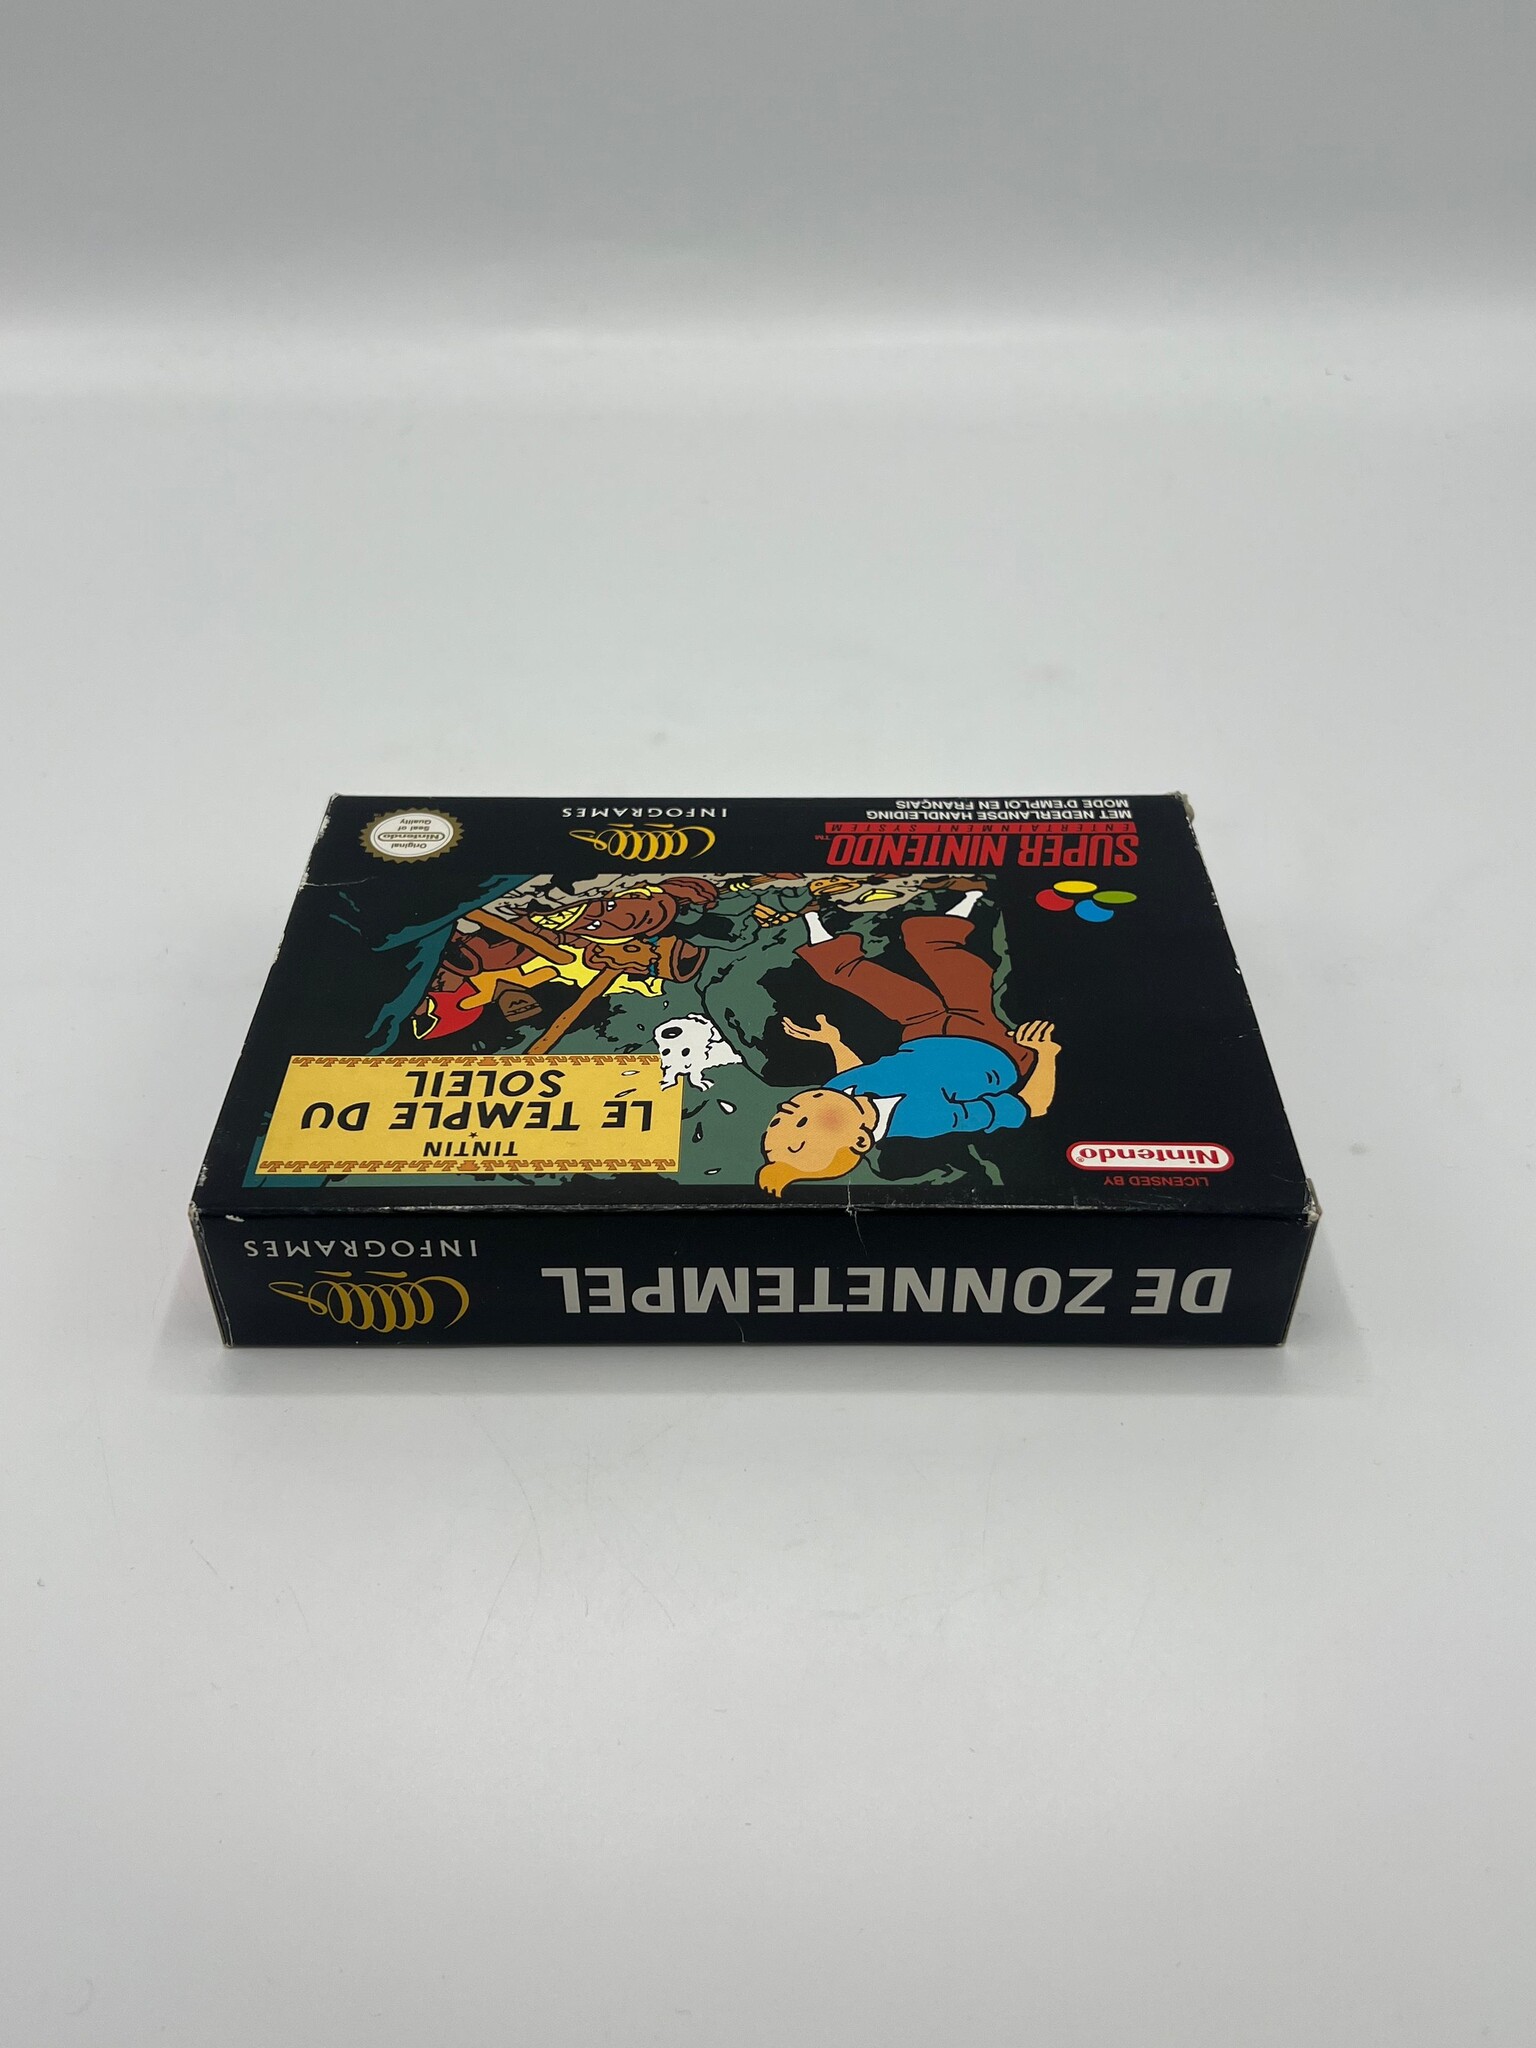 LICENSED BY
Nintendo®
TINTIN
LE TEMPLE DU
SOLEIL
SUPER NINTENDO™
ENTERTAINMENT SYSTEM
MET NEDERLANDSE HANDLEIDING
MODE D'EMPLOI EN FRANÇAIS
INFOGRAMES
Original
Nintendo
Seal of
Quality
DE ZONNETEMPEL
INFOGRAMES